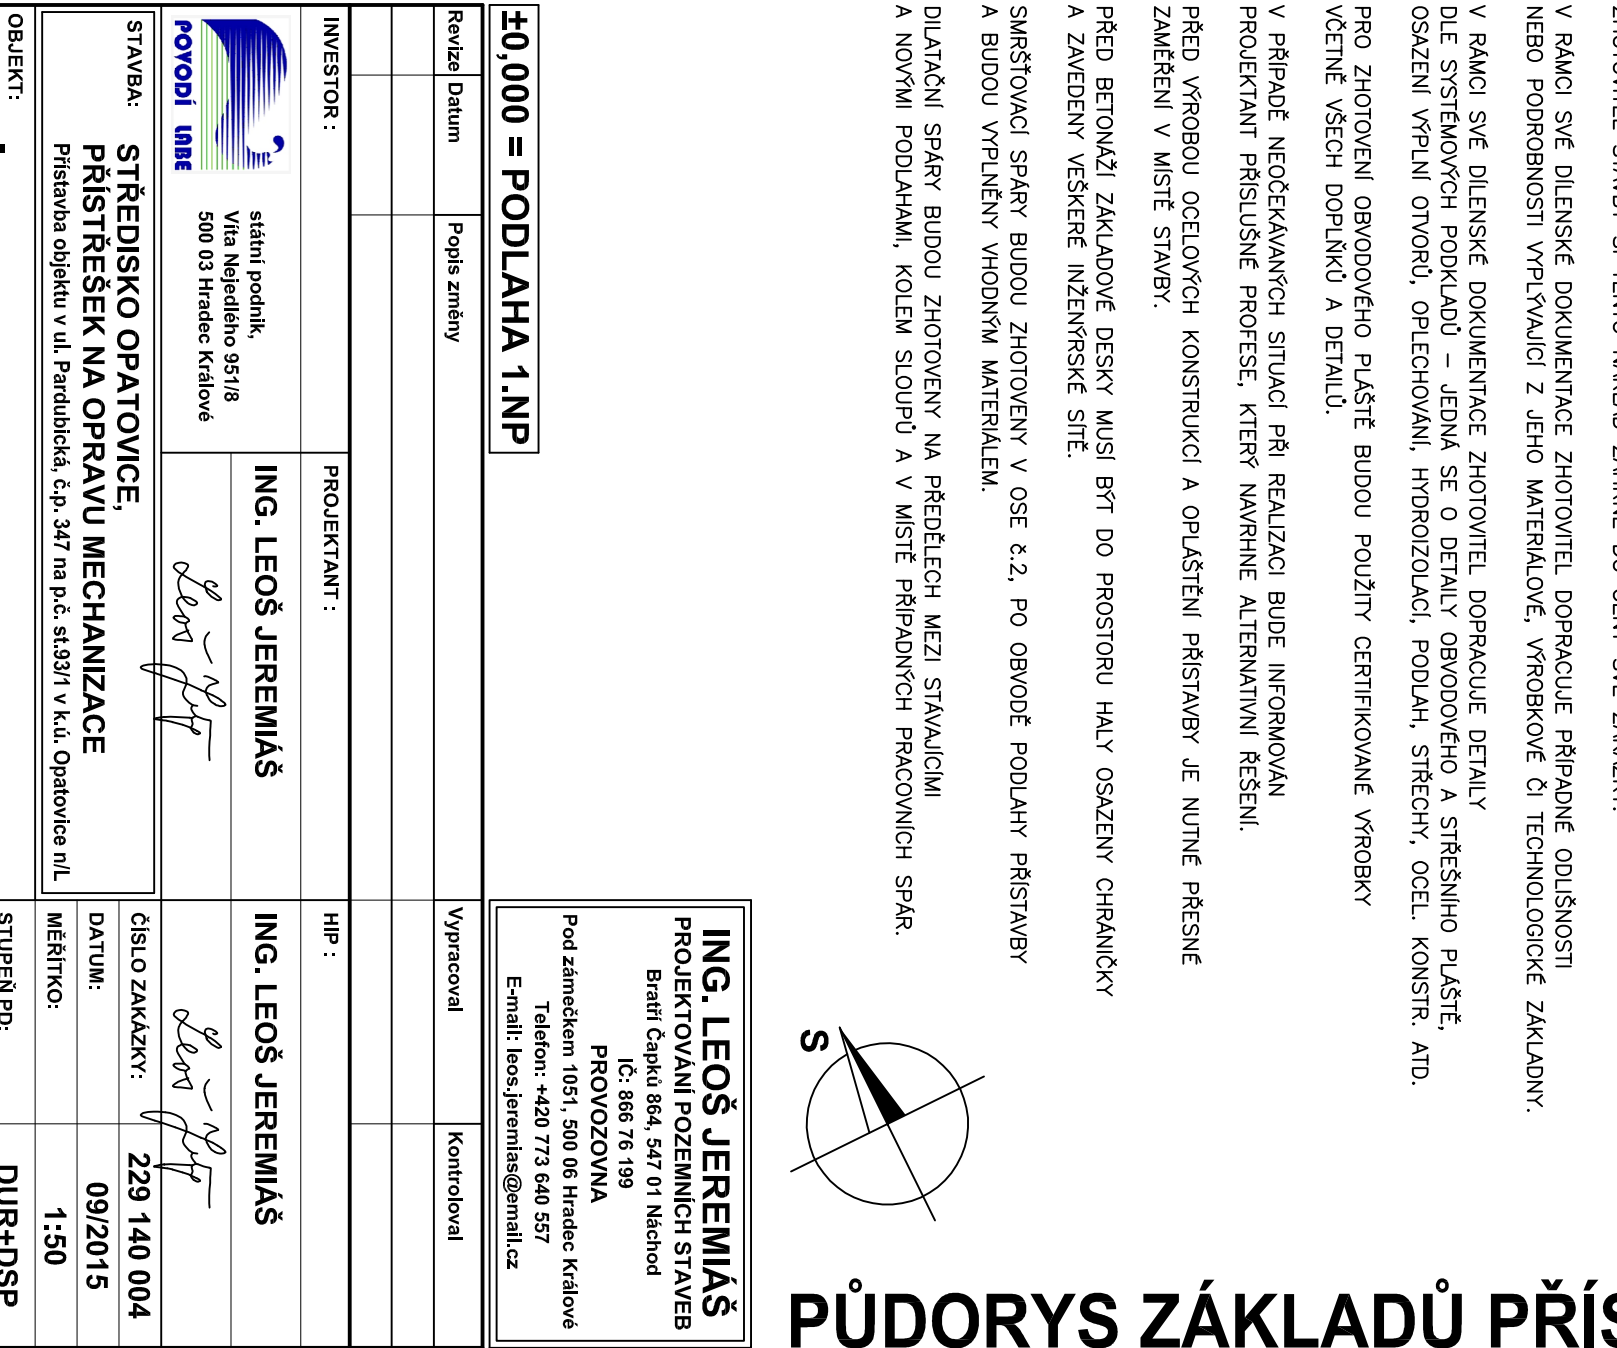 V RÁMCI SVÉ DÍLENSKÉ DOKUMENTACE ZHOTOVITEL DOPRACUJE PŘÍPADNÉ ODLIŠNOSTI
NEBO PODROBNOSTI VYPLÝVAJÍCÍ Z JEHO MATERIÁLOVÉ, VÝROBKOVÉ ČI TECHNOLOGICKÉ ZÁKLADNY.
V RÁMCI SVÉ DÍLENSKÉ DOKUMENTACE ZHOTOVITEL DOPRACUJE DETAILY
DLE SYSTÉMOVÝCH PODKLADŮ – JEDNÁ SE O DETAILY OBVODOVÉHO A STŘEŠNÍHO PLÁŠTĚ,
OSAZENÍ VÝPLNÍ OTVORŮ, OPLECHOVÁNÍ, HYDROIZOLACÍ, PODLAH, STŘECHY, OCEL. KONSTR. ATD.
PRO ZHOTOVENÍ OBVODOVÉHO PLÁŠTĚ BUDOU POUŽITY CERTIFIKOVANÉ VÝROBKY
VČETNĚ VŠECH DOPLŇKŮ A DETAILŮ.
V PŘÍPADĚ NEOČEKÁVANÝCH SITUACÍ PŘI REALIZACI BUDE INFORMOVÁN
PROJEKTANT PŘÍSLUŠNÉ PROFESE, KTERÝ NAVRHNE ALTERNATIVNÍ ŘEŠENÍ.
PŘED VÝROBOU OCELOVÝCH KONSTRUKCÍ A OPLÁŠTĚNÍ PŘÍSTAVBY JE NUTNÉ PŘESNÉ
ZAMĚŘENÍ V MÍSTĚ STAVBY.
PŘED BETONÁŽÍ ZÁKLADOVÉ DESKY MUSÍ BÝT DO PROSTORU HALY OSAZENY CHRÁNIČKY
A ZAVEDENY VEŠKERÉ INŽENÝRSKÉ SÍTĚ.
SMRŠŤOVACÍ SPÁRY BUDOU ZHOTOVENY V OSE č.2, PO OBVODĚ PODLAHY PŘÍSTAVBY
A BUDOU VYPLNĚNY VHODNÝM MATERIÁLEM.
DILATAČNÍ SPÁRY BUDOU ZHOTOVENY NA PŘEDĚLECH MEZI STÁVAJÍCÍMI
A NOVÝMI PODLAHAMI, KOLEM SLOUPŮ A V MÍSTĚ PŘÍPADNÝCH PRACOVNÍCH SPÁR.
S
PŮDORYS ZÁKLADŮ PŘÍS
ING. LEOŠ JEREMIÁŠ
PROJEKTOVÁNÍ POZEMNÍCH STAVEB
Bratří Čapků 864, 547 01 Náchod
IČ: 866 76 199
PROVOZOVNA
Pod zámečkem 1051, 500 06 Hradec Králové
Telefon: +420 773 640 557
E-mail: leos.jeremias@email.cz
±0,000 = PODLAHA 1.NP
Revize Datum Popis změny Vypracoval Kontroloval
INVESTOR : PROJEKTANT : HIP :
POVODÍ LABE
státní podnik,
Víta Nejedlého 951/8
500 03 Hradec Králové
ING. LEOŠ JEREMIÁŠ
ING. LEOŠ JEREMIÁŠ
STAVBA: STŘEDISKO OPATOVICE,
PŘÍSTŘEŠEK NA OPRAVU MECHANIZACE
Přístavba objektu v ul. Pardubická, č.p. 347 na p.č. st.93/1 v k.ú. Opatovice n/L
ČÍSLO ZAKÁZKY: 229 140 004
DATUM: 09/2015
MĚŘÍTKO: 1:50
OBJEKT:
STUPEŇ PD: DUR+DSP